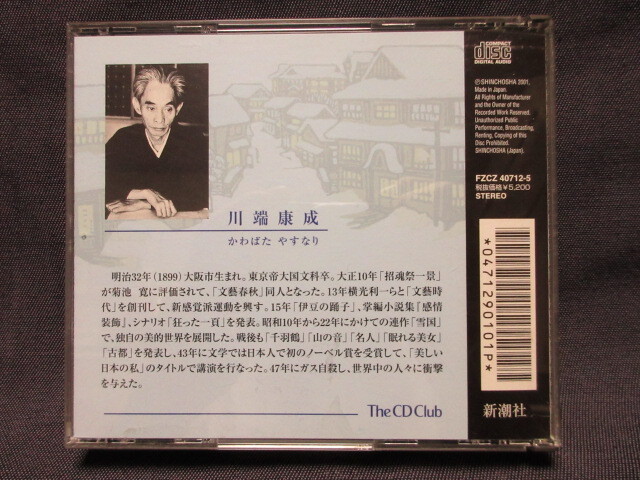 川端康成
かわばた やすなり
明治32年(1899)大阪市生まれ。東京帝大国文科卒。大正10年「招魂祭一景」
が菊池 寛に評価されて、「文藝春秋」同人となった。13年横光利一らと「文藝時
代」を創刊して、新感覚派運動を興す。15年「伊豆の踊子」、掌編小説集『感情
装飾』、シナリオ「狂った一頁」を発表。昭和10年から22年にかけての連作「雪国」
で、独自の美的世界を展開した。戦後も「千羽鶴」「山の音」「名人」「眠れる美女」
「古都」を発表し、43年に文学では日本人で初のノーベル賞を受賞して、「美しい
日本の私」のタイトルで講演を行なった。47年にガス自殺し、世界中の人々に衝撃
を与えた。
The CD Club
COMPACT
disc
DIGITAL AUDIO
ⓅSHINCHOSHA 2001,
Made in Japan.
All Rights of Manufacturer
and the Owner of the
Recorded Work Reserved.
Unauthorized Public
Performance, Broadcasting,
Renting, Copying of this
Disc Prohibited.
SHINCHOSHA (Japan).
FZCZ 40712-5
税抜価格¥5,200
STEREO
*0471290101P*
新潮社